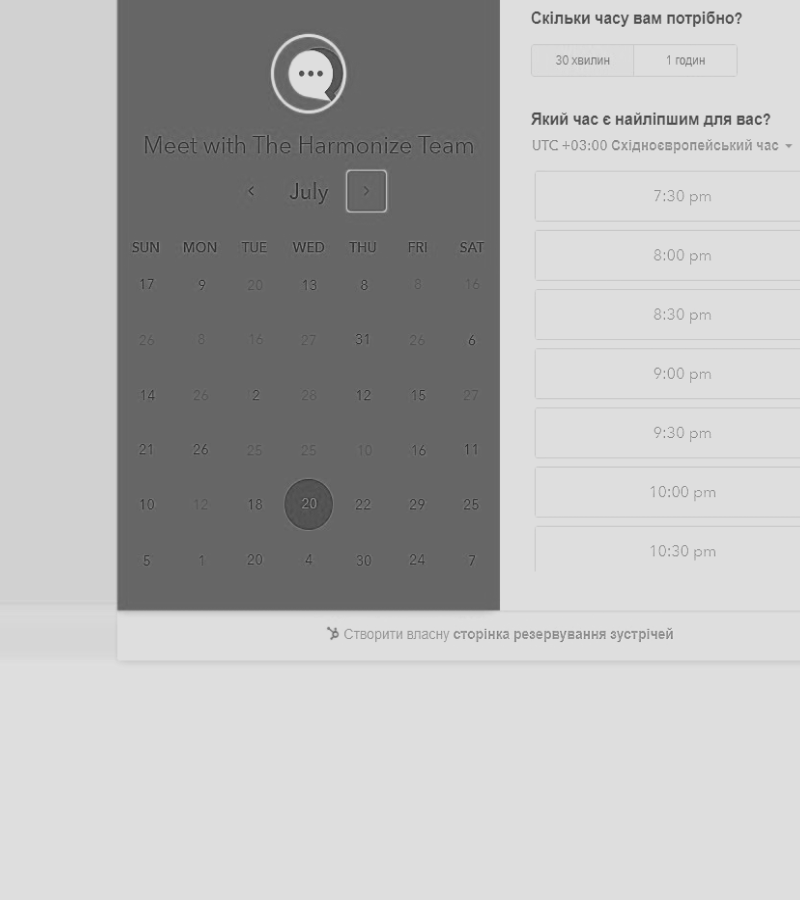 Meet with The Harmonize Team
July
SUN MON TUE WED THU FRI SAT
17 9 20 13 8 8 16
26 8 16 27 31 26 6
14 26 2 28 12 15 27
21 26 25 25 10 16 11
10 12 18 20 22 29 25
5 1 20 4 30 24 7
Скільки часу вам потрібно?
30 хвилин 1 годин
Який час є найліпшим для вас?
UTC +03:00 Східноєвропейський час
7:30 pm
8:00 pm
8:30 pm
9:00 pm
9:30 pm
10:00 pm
10:30 pm
Створити власну сторінка резервування зустрічей